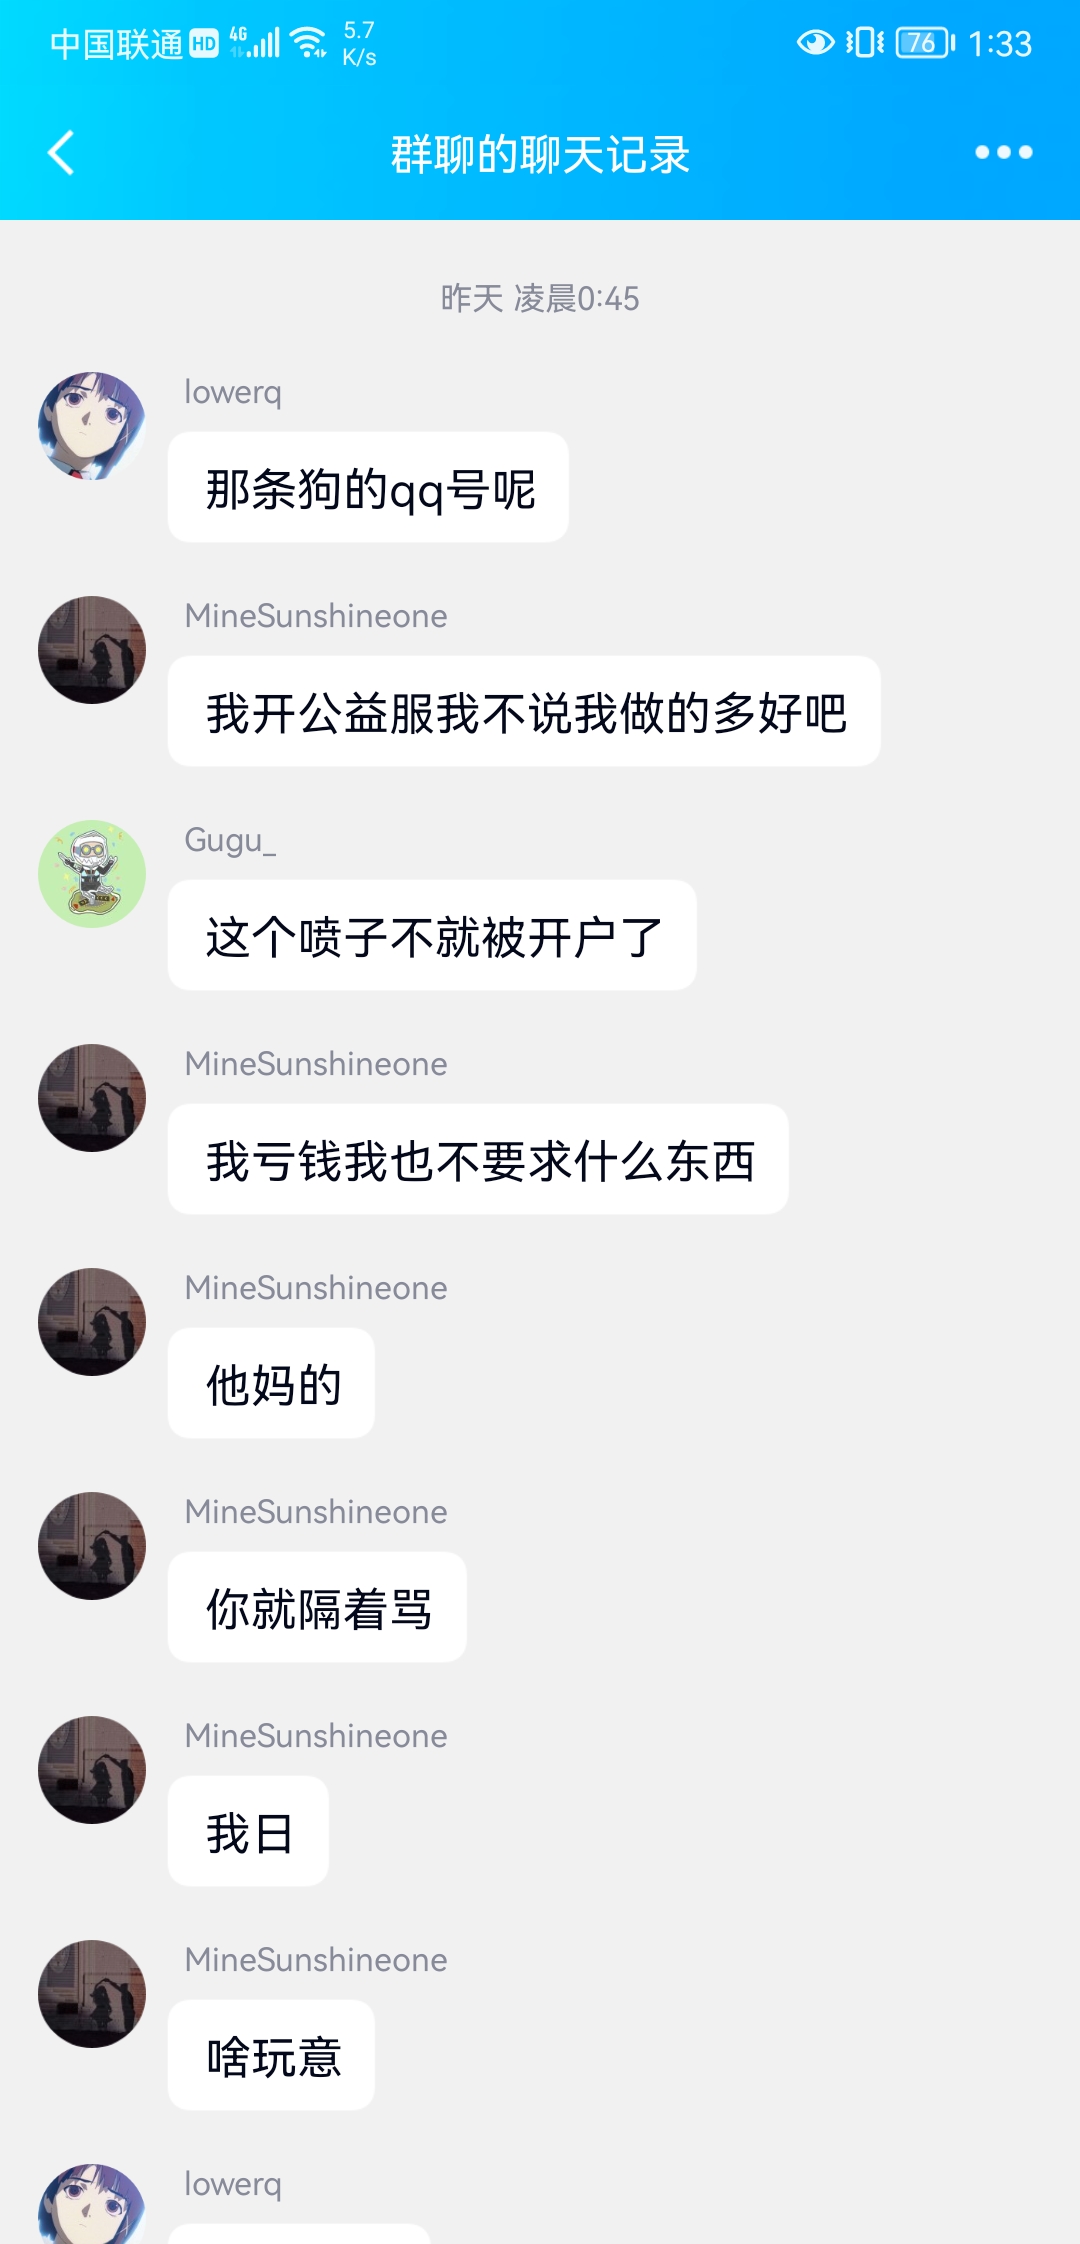 中国联通 HD 4G 5.7 K/s 76 1:33
群聊的聊天记录
昨天 凌晨0:45
lowerq
那条狗的qq号呢
MineSunshineone
我开公益服我不说我做的多好吧
Gugu_
这个喷子不就被开户了
MineSunshineone
我亏钱我也不要求什么东西
MineSunshineone
他妈的
MineSunshineone
你就隔着骂
MineSunshineone
我日
MineSunshineone
啥玩意
lowerq